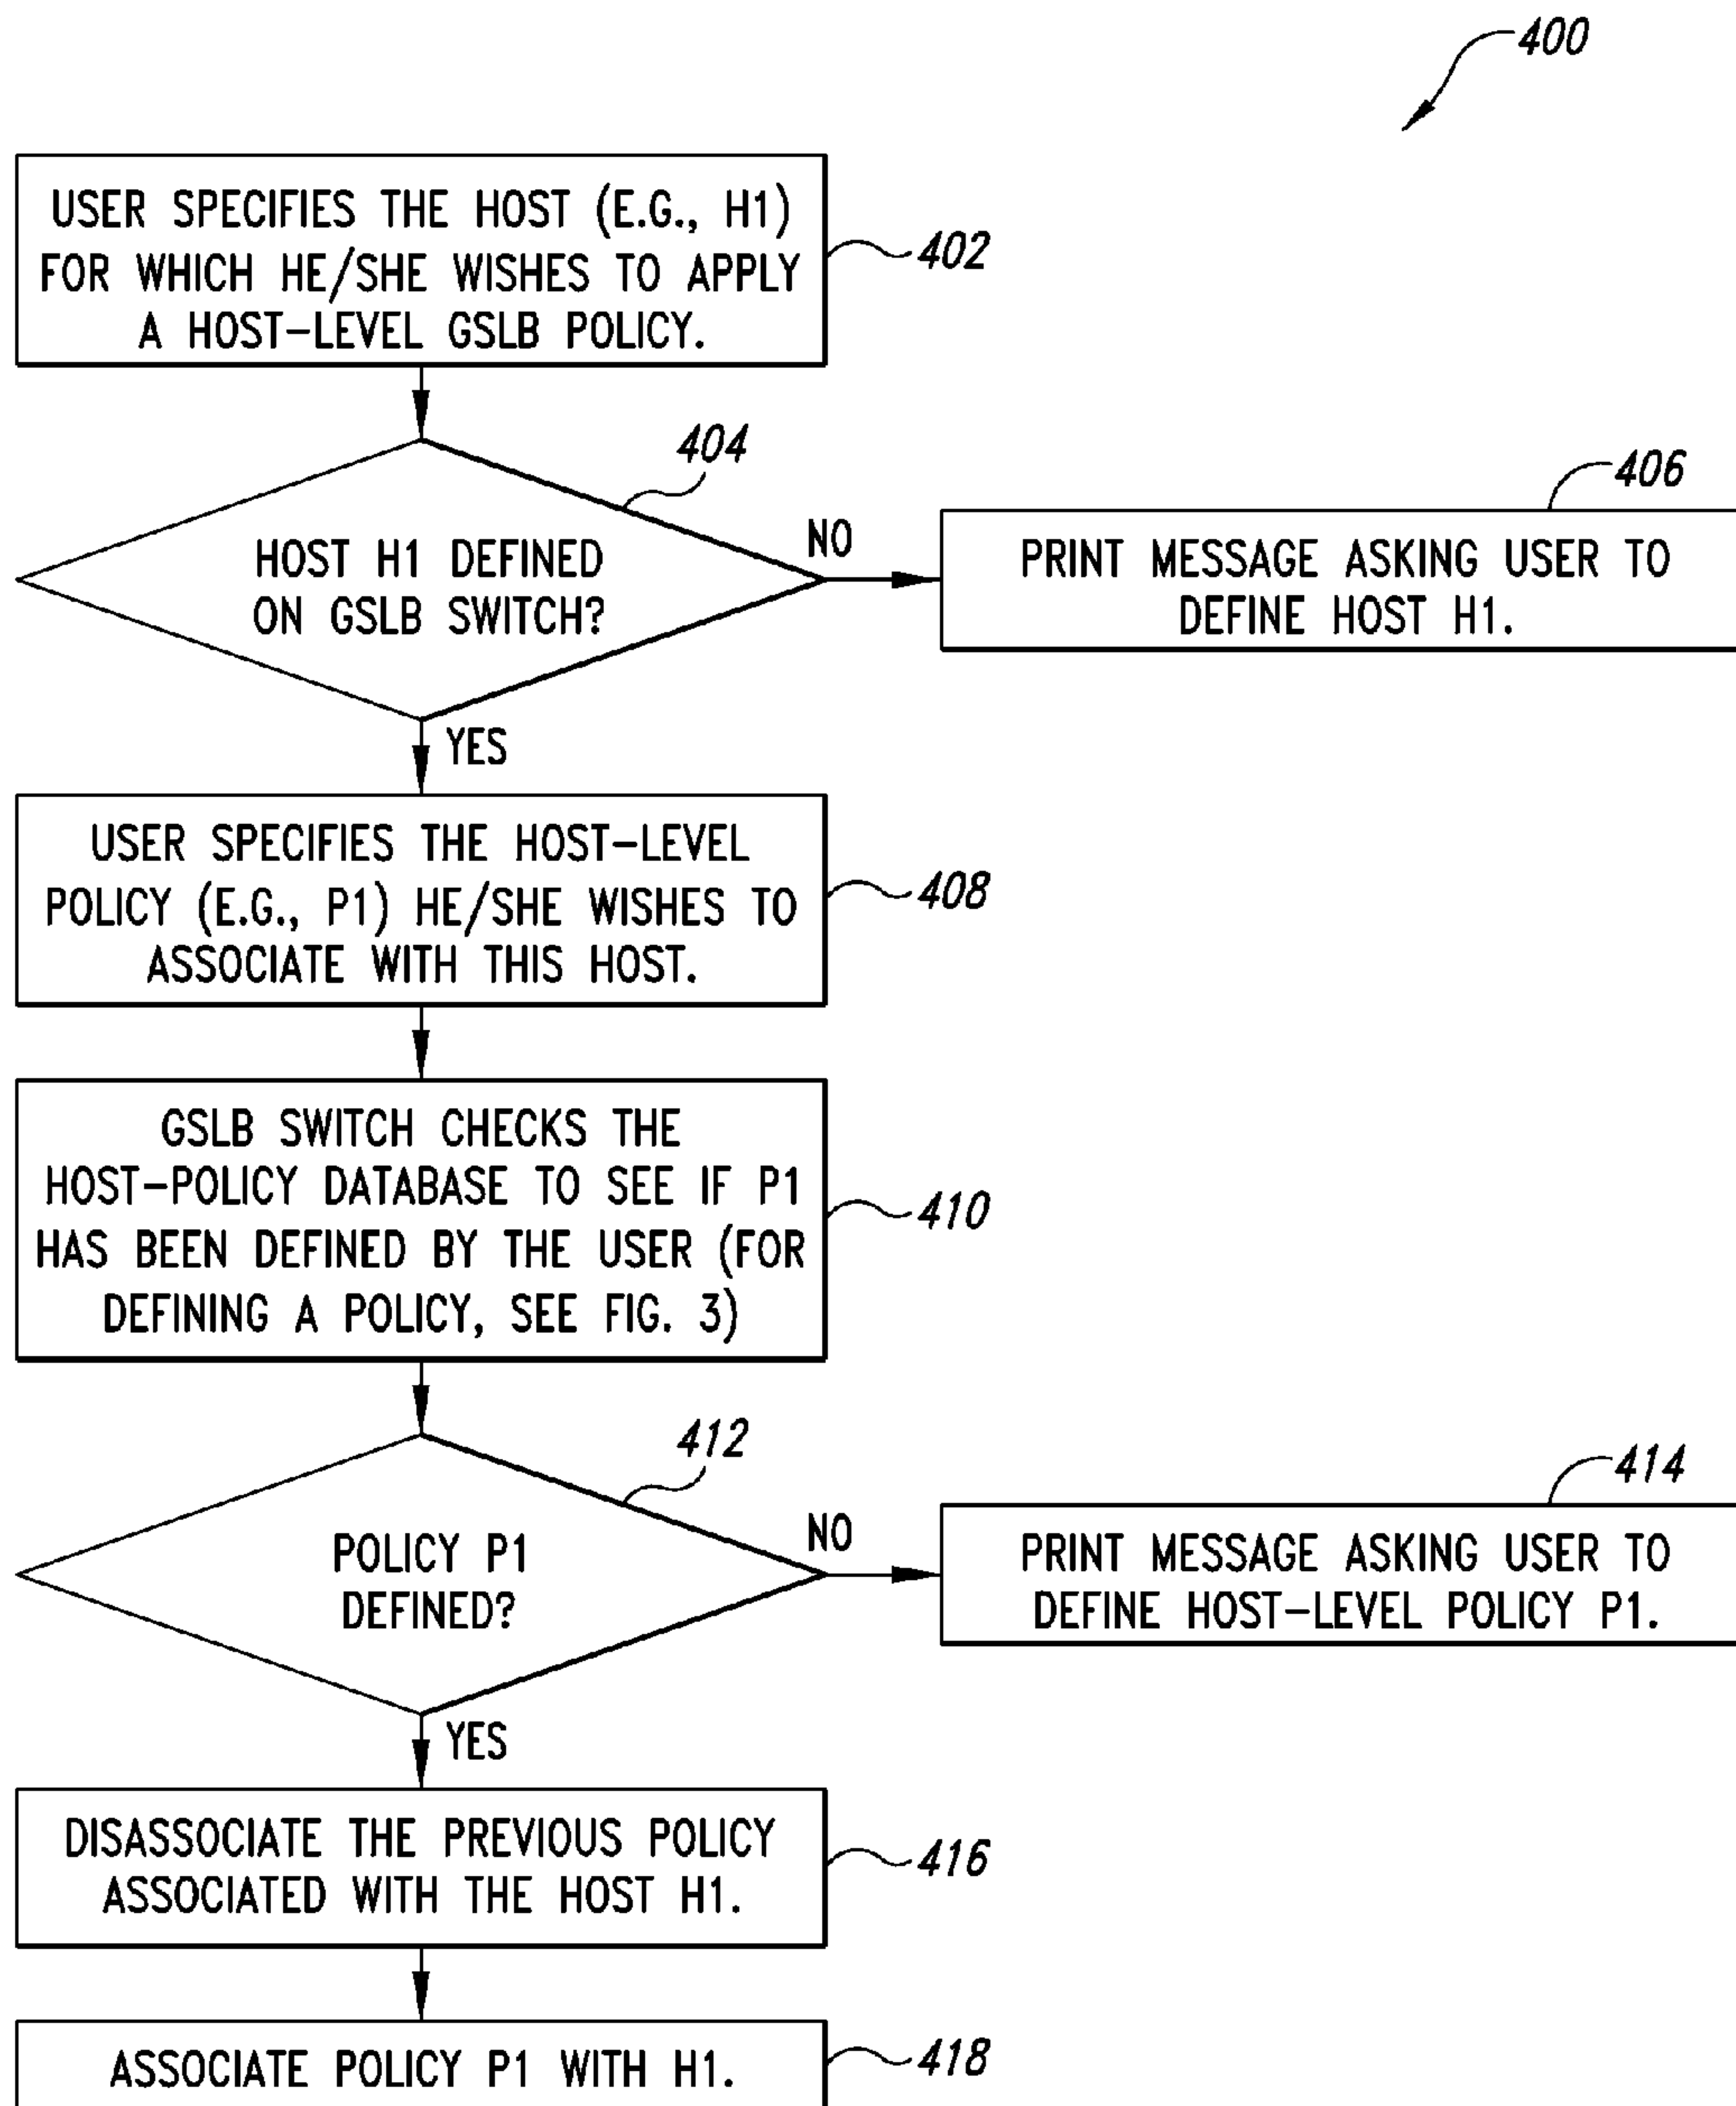 400
USER SPECIFIES THE HOST (E.G., H1)
FOR WHICH HE/SHE WISHES TO APPLY
A HOST-LEVEL GSLB POLICY.
402
404
HOST H1 DEFINED
ON GSLB SWITCH?
NO
406
PRINT MESSAGE ASKING USER TO
DEFINE HOST H1.
YES
USER SPECIFIES THE HOST-LEVEL
POLICY (E.G., P1) HE/SHE WISHES TO
ASSOCIATE WITH THIS HOST.
408
GSLB SWITCH CHECKS THE
HOST-POLICY DATABASE TO SEE IF P1
HAS BEEN DEFINED BY THE USER (FOR
DEFINING A POLICY, SEE FIG. 3)
410
412
POLICY P1
DEFINED?
NO
414
PRINT MESSAGE ASKING USER TO
DEFINE HOST-LEVEL POLICY P1.
YES
DISASSOCIATE THE PREVIOUS POLICY
ASSOCIATED WITH THE HOST H1.
416
ASSOCIATE POLICY P1 WITH H1.
418